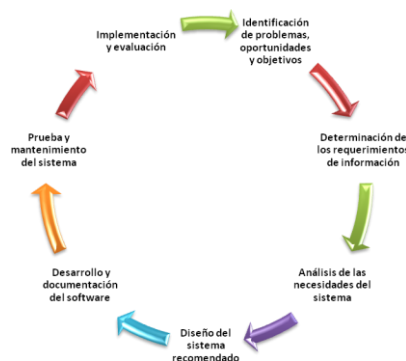 Identificación
de problemas,
oportunidades
y objetivos
Determinación de
los requerimientos
de información
Análisis de las
necesidades del
sistema
Diseño del
sistema
recomendado
Desarrollo y
documentación
del software
Prueba y
mantenimiento
del sistema
Implementación
y evaluación